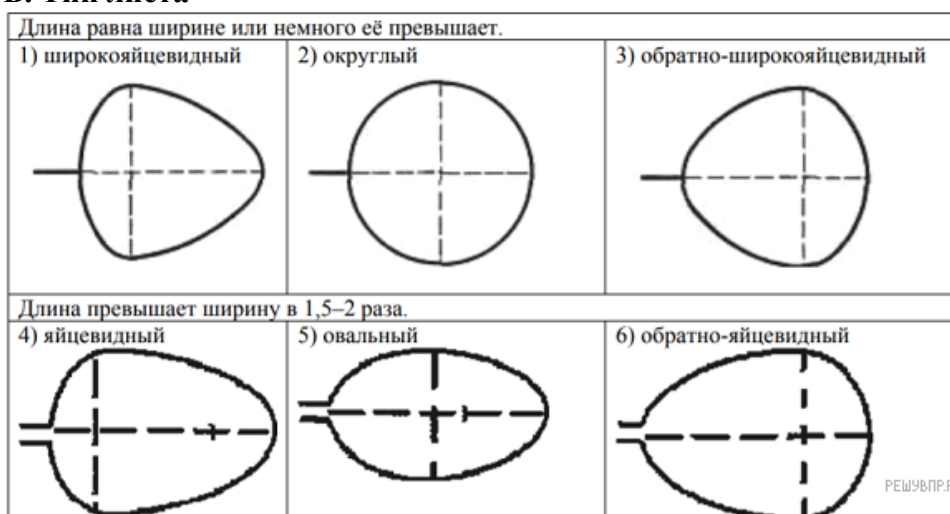 Длина равна ширине или немного её превышает.
1) широкояйцевидный
2) округлый
3) обратно-широкояйцевидный
Длина превышает ширину в 1,5–2 раза.
4) яйцевидный
5) овальный
6) обратно-яйцевидный